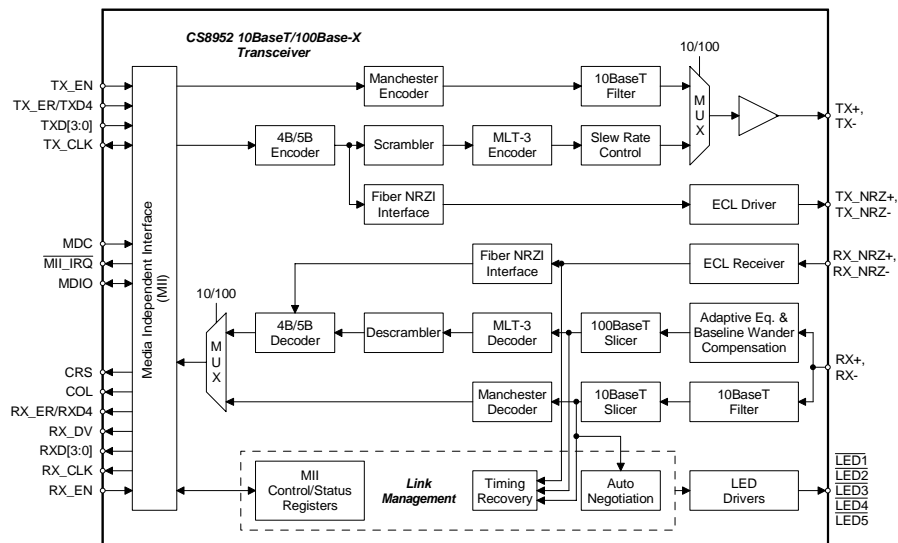 CS8952 10BaseT/100Base-X
Transceiver
10/100
TX_EN
TX_ER/TXD4
TXD[3:0]
TX_CLK
MDC
MII_IRQ
MDIO
CRS
COL
RX_ER/RXD4
RX_DV
RXD[3:0]
RX_CLK
RX_EN
Media Independent Interface
(MII)
Manchester
Encoder
10BaseT
Filter
MUX
TX+,
TX-
4B/5B
Encoder
Scrambler
MLT-3
Encoder
Slew Rate
Control
Fiber NRZI
Interface
ECL Driver
TX_NRZ+,
TX_NRZ-
Fiber NRZI
Interface
ECL Receiver
RX_NRZ+,
RX_NRZ-
10/100
MUX
4B/5B
Decoder
Descrambler
MLT-3
Decoder
100BaseT
Slicer
Adaptive Eq. &
Baseline Wander
Compensation
RX+,
RX-
Manchester
Decoder
10BaseT
Slicer
10BaseT
Filter
MII
Control/Status
Registers
Link
Management
Timing
Recovery
Auto
Negotiation
LED
Drivers
LED1
LED2
LED3
LED4
LED5